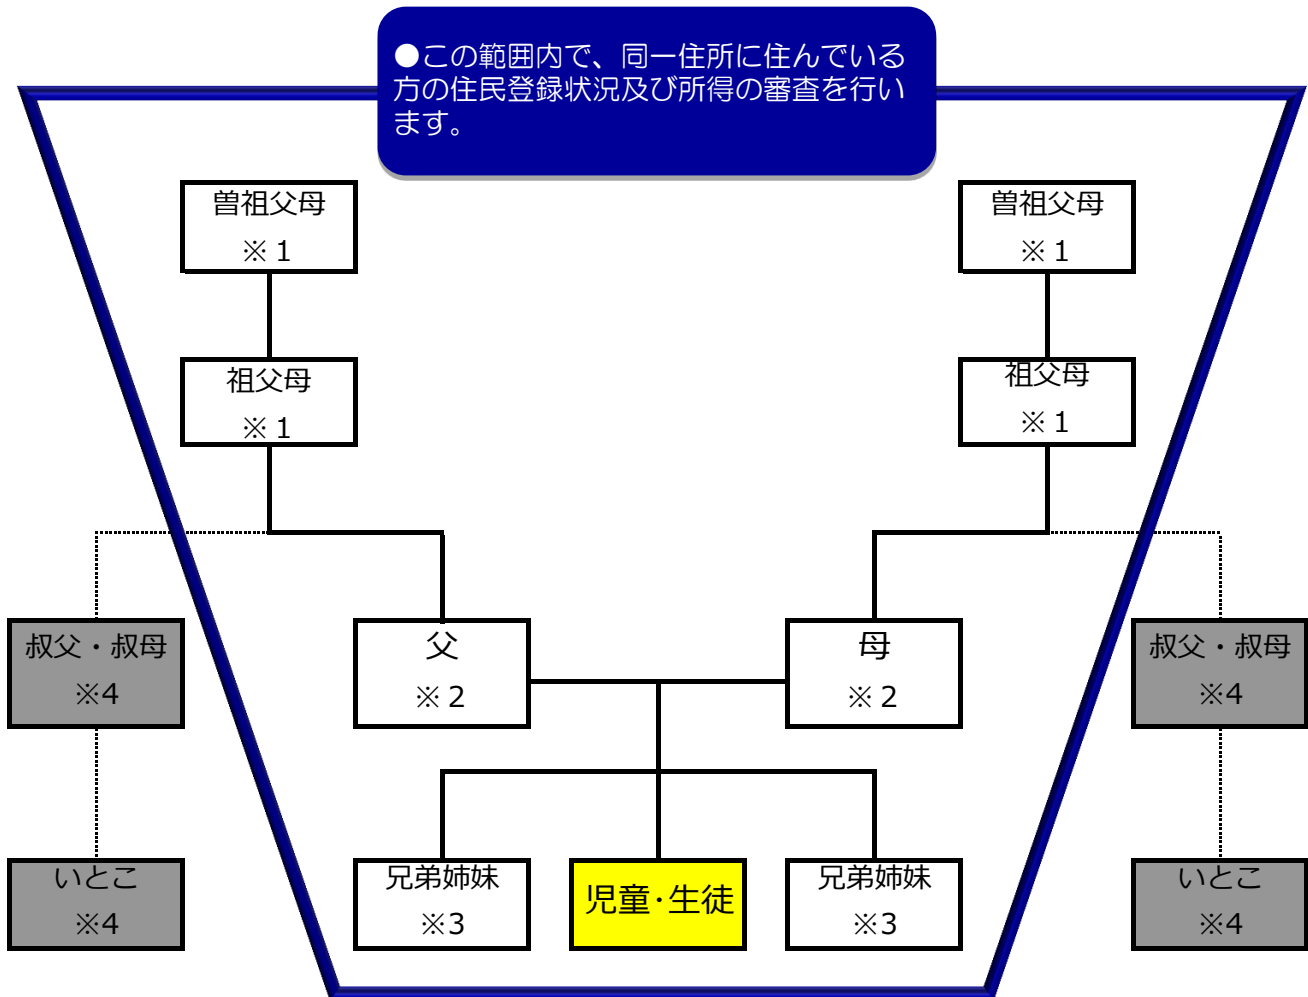 ●この範囲内で、同一住所に住んでいる
方の住民登録状況及び所得の審査を行い
ます。
曽祖父母
※１
曽祖父母
※１
祖父母
※１
祖父母
※１
叔父・叔母
※4
父
※２
母
※２
叔父・叔母
※4
いとこ
※4
兄弟姉妹
※3
児童・生徒
兄弟姉妹
※3
いとこ
※4